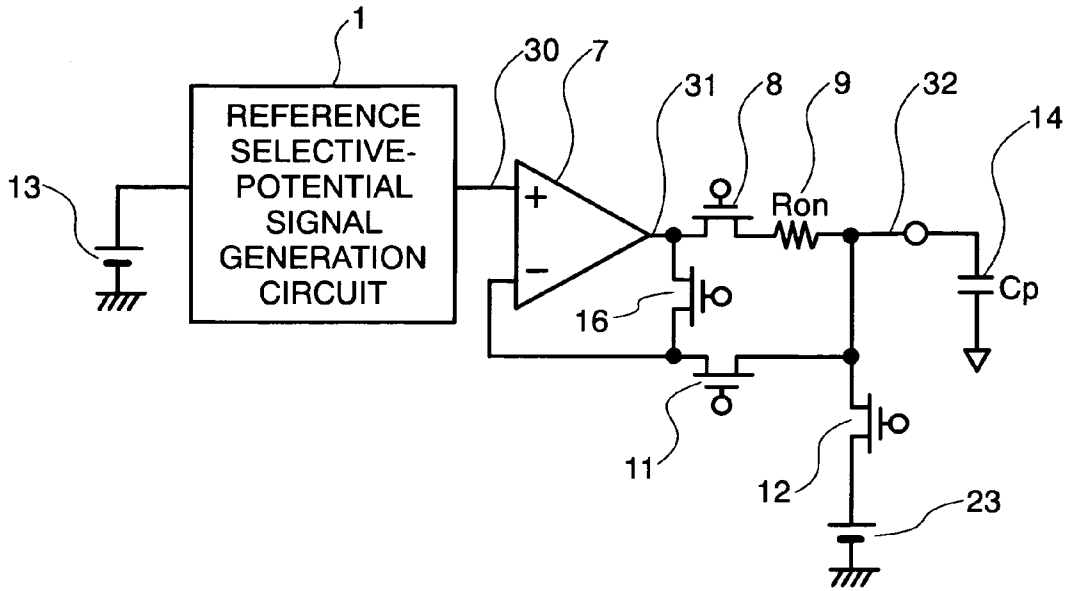 1
30
7
31
8
9
32
14
REFERENCE
SELECTIVE-
POTENTIAL
SIGNAL
GENERATION
CIRCUIT
13
+
−
Ron
Cp
16
11
12
23